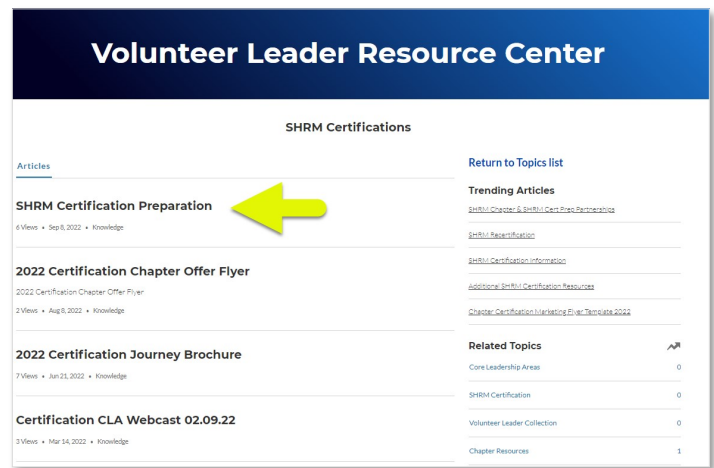 Volunteer Leader Resource Center
SHRM Certifications
Articles
SHRM Certification Preparation
6 Views • Sep 8, 2022 • Knowledge
2022 Certification Chapter Offer Flyer
2022 Certification Chapter Offer Flyer
2 Views • Aug 8, 2022 • Knowledge
2022 Certification Journey Brochure
7 Views • Jun 21, 2022 • Knowledge
Certification CLA Webcast 02.09.22
3 Views • Mar 14, 2022 • Knowledge
Return to Topics list
Trending Articles
SHRM Chapter & SHRM Cert Prep Partnerships
SHRM Recertification
SHRM Certification Information
Additional SHRM Certification Resources
Chapter Certification Marketing Flyer Template 2022
Related Topics
Core Leadership Areas 0
SHRM Certification 0
Volunteer Leader Collection 0
Chapter Resources 1